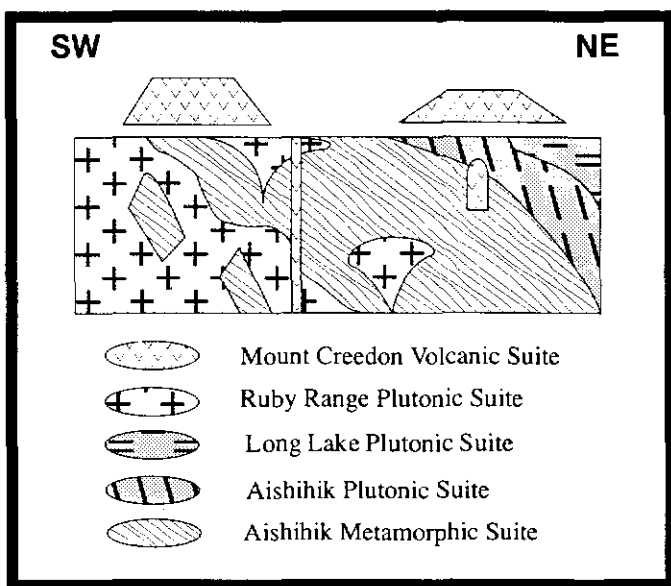 SW NE
Mount Creedon Volcanic Suite
Ruby Range Plutonic Suite
Long Lake Plutonic Suite
Aishihik Plutonic Suite
Aishihik Metamorphic Suite